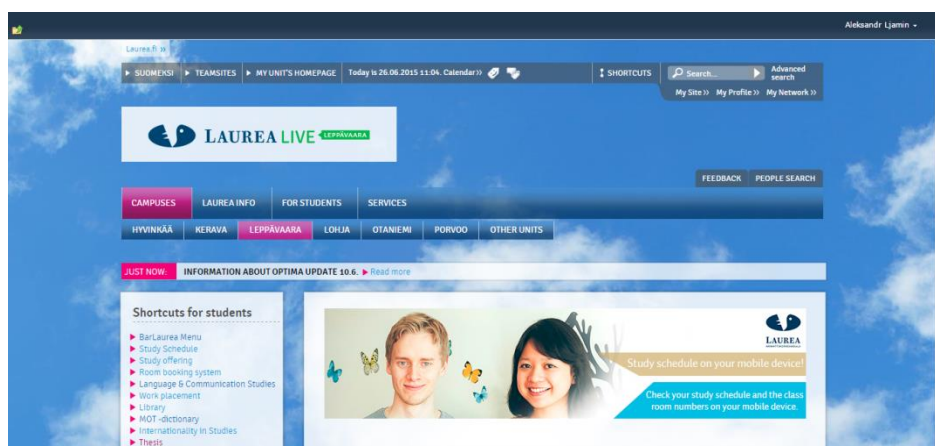 Aleksandr Ljamin
Laurea.fi »
SUOMEKSI TEAMSITES MY UNIT'S HOMEPAGE Today is 26.06.2015 11:04. Calendar» SHORTCUTS Search... Advanced search
My Site » My Profile » My Network »
LAUREA LIVE LEPPÄVAARA
FEEDBACK PEOPLE SEARCH
CAMPUSES LAUREA INFO FOR STUDENTS SERVICES
HYVINKÄÄ KERAVA LEPPÄVAARA LOHJA OTANIEMI PORVOO OTHER UNITS
JUST NOW: INFORMATION ABOUT OPTIMA UPDATE 10.6. Read more
Shortcuts for students
BarLaurea Menu
Study Schedule
Study offering
Room booking system
Language & Communication Studies
Work placement
Library
MOT -dictionary
Internationality in Studies
Thesis
LAUREA
Study schedule on your mobile device!
Check your study schedule and the class
room numbers on your mobile device.